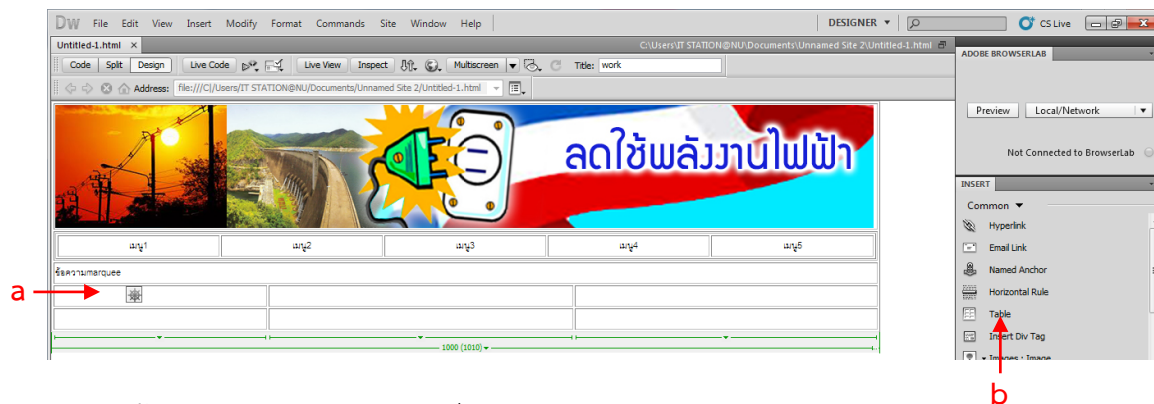 DW File Edit View Insert Modify Format Commands Site Window Help DESIGNER CS Live
Untitled-1.html × C:\Users\IT STATION@NU\Documents\Unnamed Site 2\Untitled-1.html
Code Split Design Live Code Live View Inspect Multiscreen Title: work
Address: file:///C|/Users/IT STATION@NU/Documents/Unnamed Site 2/Untitled-1.html
ADOBE BROWSERLAB
Preview Local/Network
Not Connected to BrowserLab
ลดใช้พลังงานไฟฟ้า
เมนู1 เมนู2 เมนู3 เมนู4 เมนู5
ข้อความmarquee
a
1000 (1010)
INSERT
Common
Hyperlink
Email Link
Named Anchor
Horizontal Rule
Table
Insert Div Tag
Images : Image
b